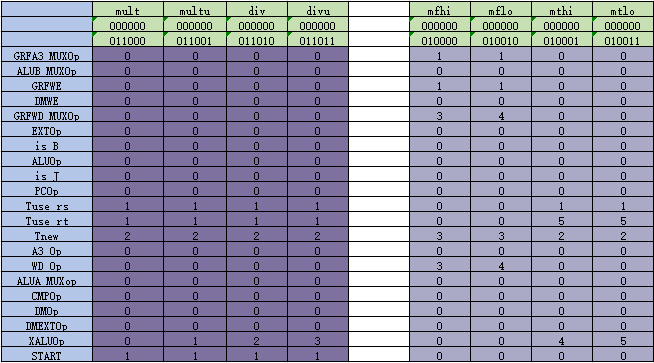 mult multu div divu mfhi mflo mthi mtlo
000000 000000 000000 000000 000000 000000 000000 000000
011000 011001 011010 011011 010000 010010 010001 010011
GRFA3 MUXOp 0 0 0 0 1 1 0 0
ALUB MUXOp 0 0 0 0 0 0 0 0
GRFWE 0 0 0 0 1 1 0 0
DMWE 0 0 0 0 0 0 0 0
GRFWD MUXOp 0 0 0 0 3 4 0 0
EXTOp 0 0 0 0 0 0 0 0
is B 0 0 0 0 0 0 0 0
ALUOp 0 0 0 0 0 0 0 0
is J 0 0 0 0 0 0 0 0
PCOp 0 0 0 0 0 0 0 0
Tuse rs 1 1 1 1 0 0 1 1
Tuse rt 1 1 1 1 0 0 5 5
Tnew 2 2 2 2 3 3 2 2
A3 Op 0 0 0 0 0 0 0 0
WD Op 0 0 0 0 3 4 0 0
ALUA MUXop 0 0 0 0 0 0 0 0
CMPOp 0 0 0 0 0 0 0 0
DMOp 0 0 0 0 0 0 0 0
DMEXTOp 0 0 0 0 0 0 0 0
XALUOp 0 1 2 3 0 0 4 5
START 1 1 1 1 0 0 0 0